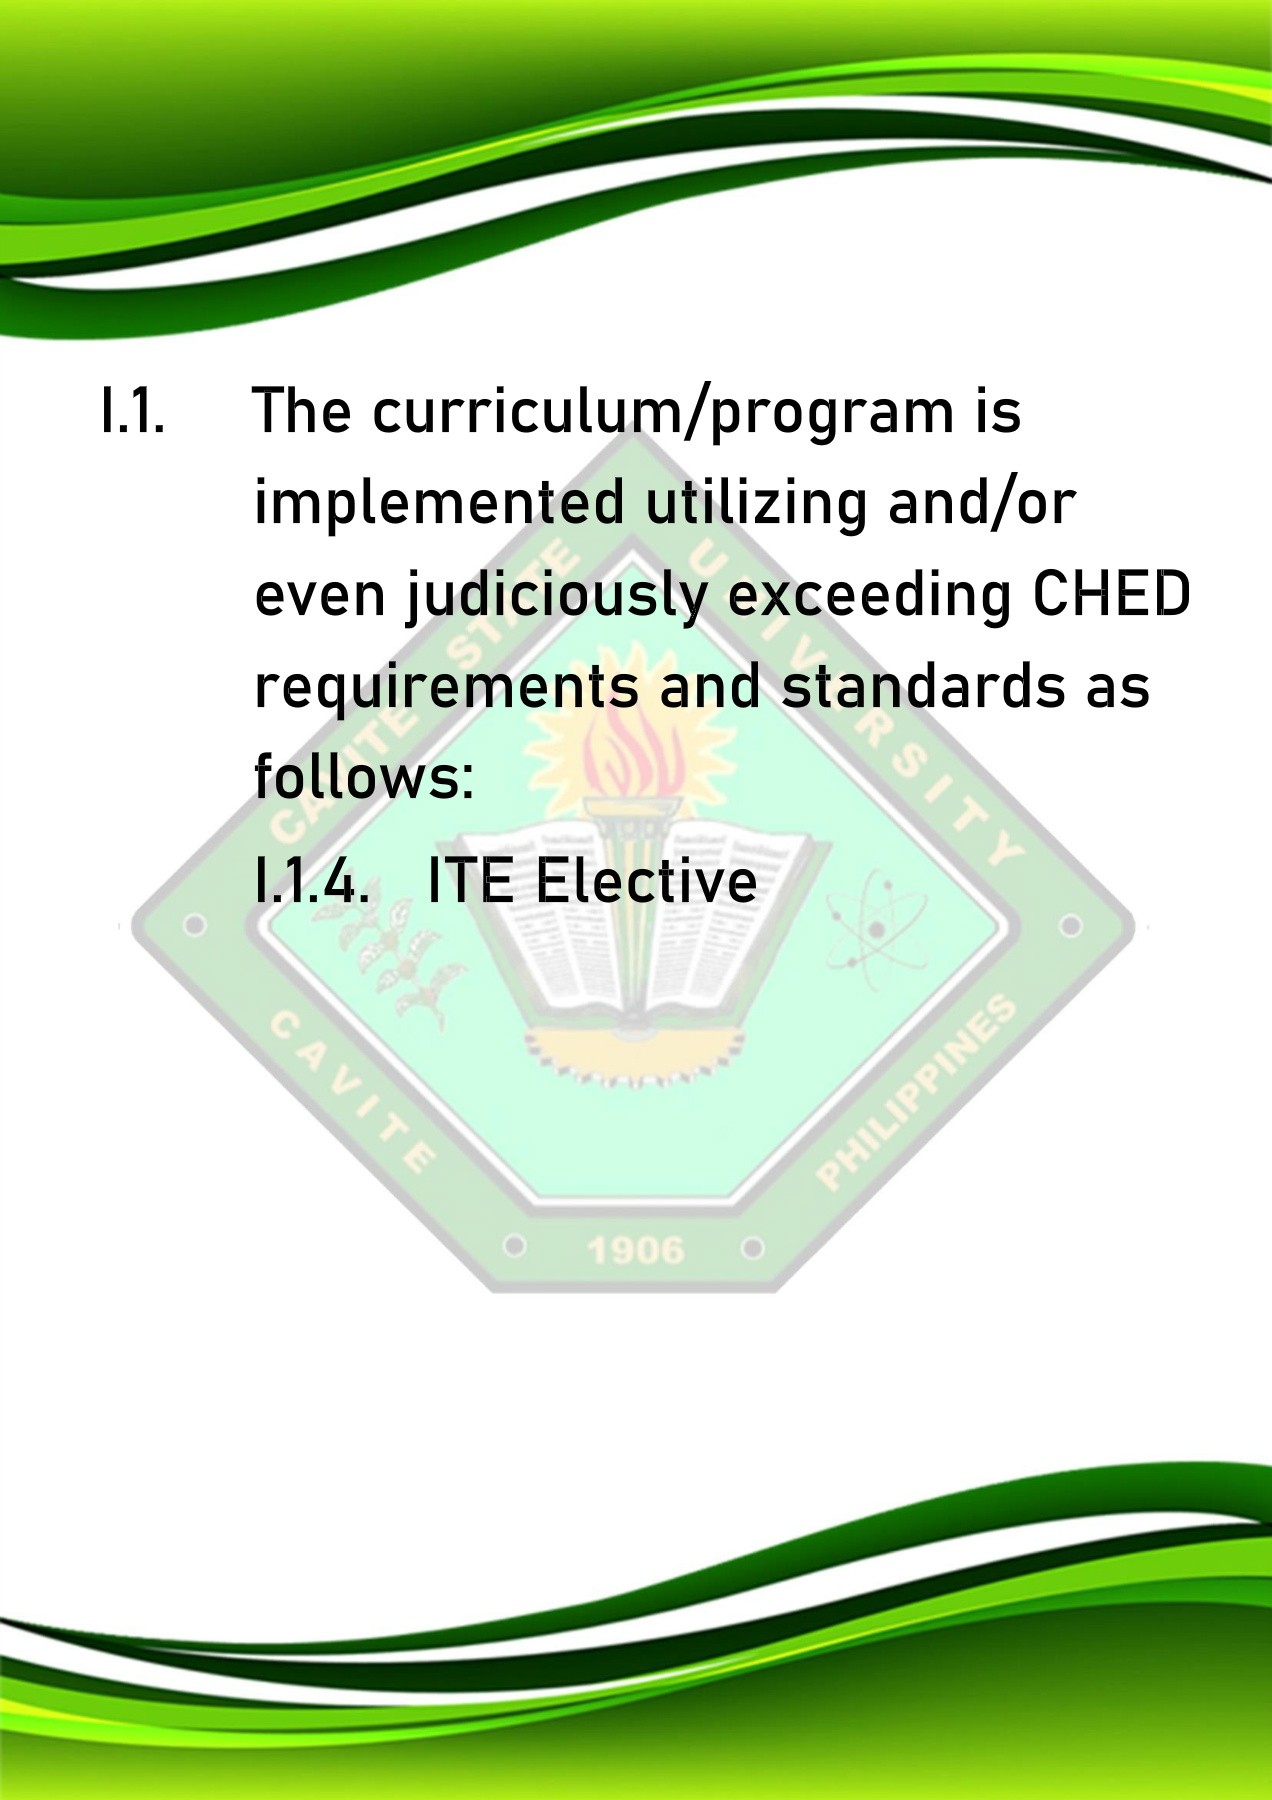 I.1. The curriculum/program is
implemented utilizing and/or
even judiciously exceeding CHED
requirements and standards as
follows:
I.1.4. ITE Elective
CAVITE STATE UNIVERSITY
CAVITE
PHILIPPINES
1906